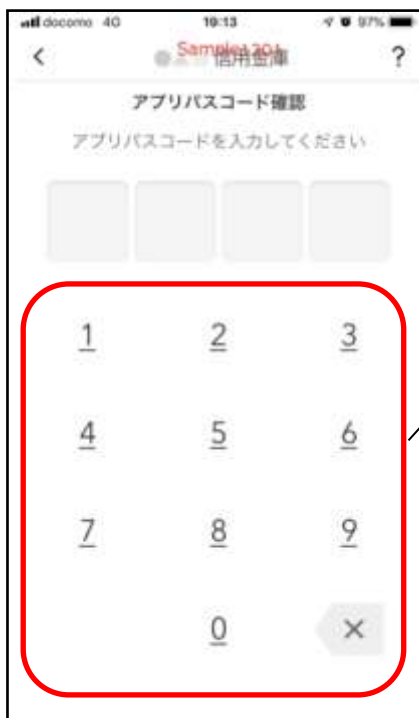 docomo 4G 19:13 97%
< 信用金庫 ?
アプリパスコード確認
アプリパスコードを入力してください
1 2 3
4 5 6
7 8 9
0 ×